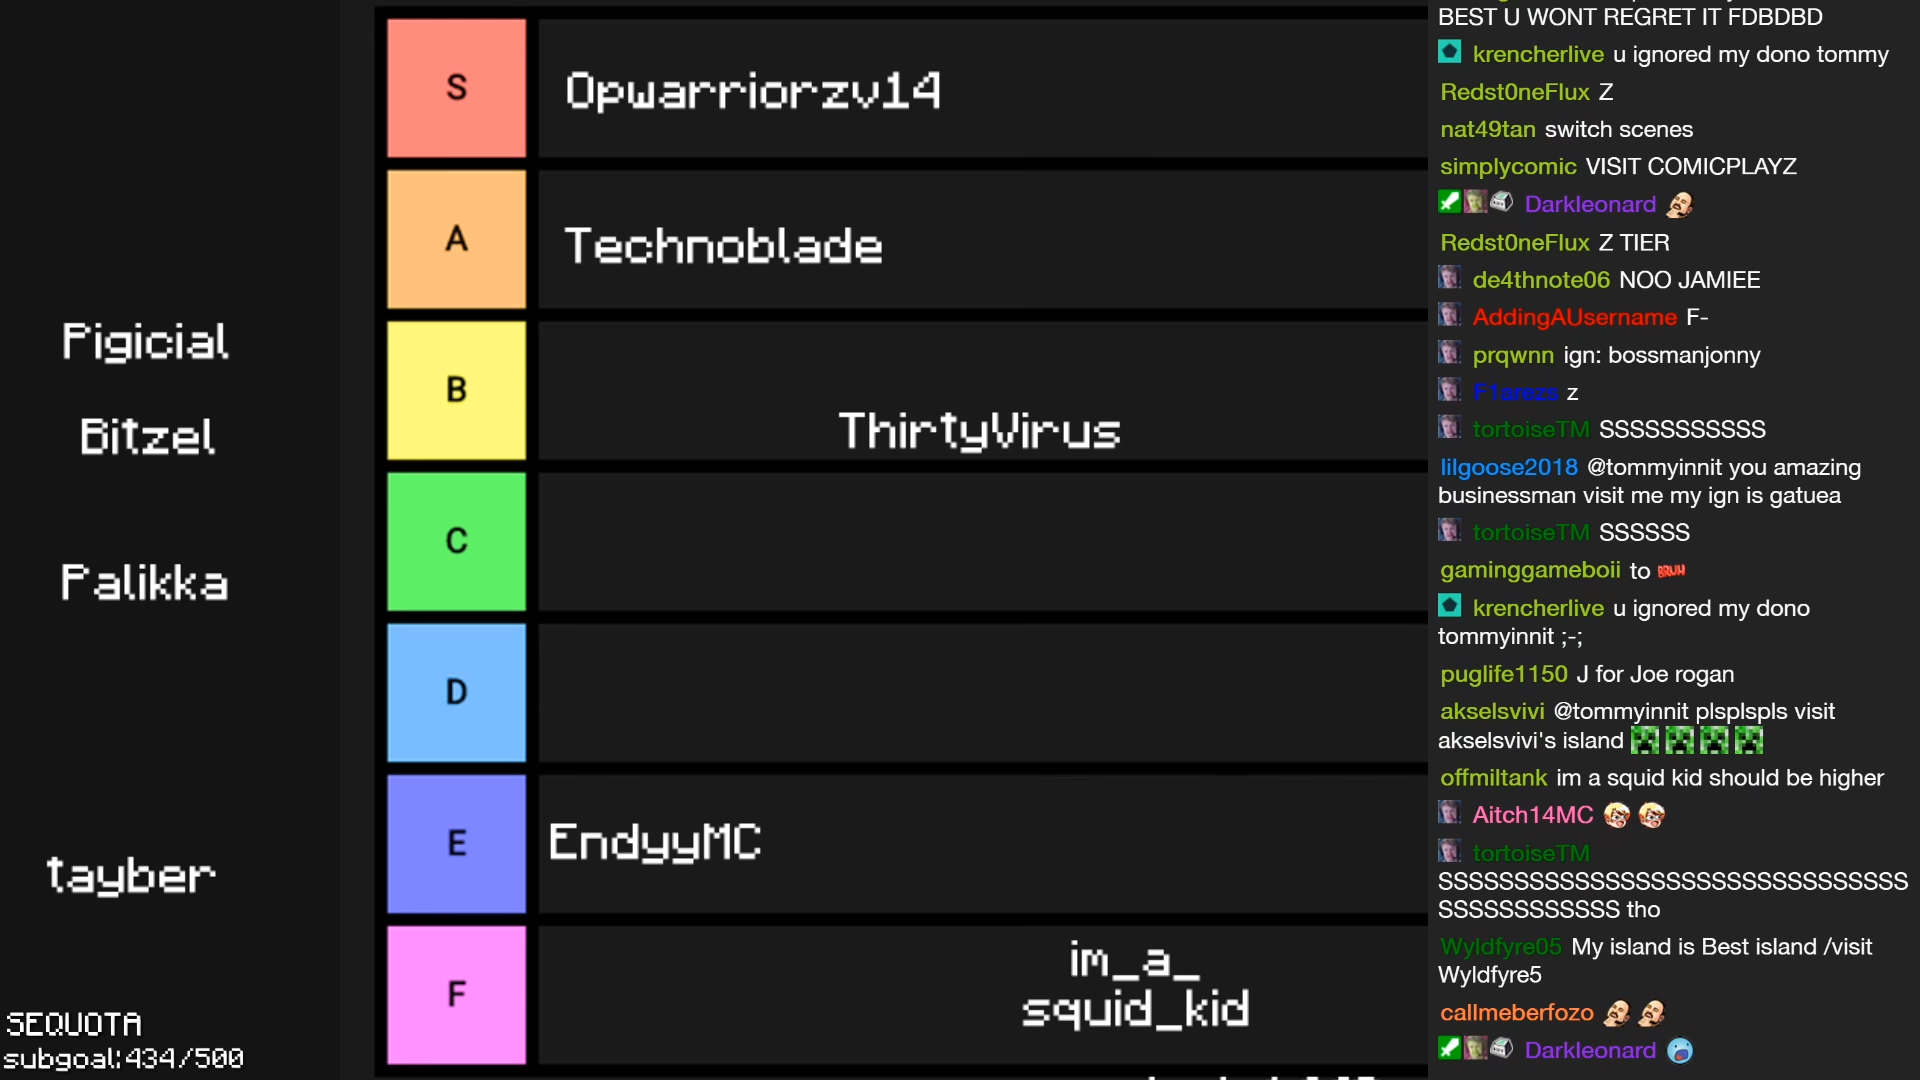 Pigicial
Bitzel
Palikka
tayber
SEQUOTA
subgoal:434/500
S
Opwarriorzv14
A
Technoblade
B
ThirtyVirus
C
D
E
EndyyMC
F
im_a_
squid_kid
BEST U WONT REGRET IT FDBDBD
krencherlive u ignored my dono tommy
Redst0neFlux Z
nat49tan switch scenes
simplycomic VISIT COMICPLAYZ
Darkleonard
Redst0neFlux Z TIER
de4thnote06 NOO JAMIEE
AddingAUsername F-
prqwnn ign: bossmanjonny
F1arezs z
tortoiseTM SSSSSSSSSSS
lilgoose2018 @tommyinnit you amazing
businessman visit me my ign is gatuea
tortoiseTM SSSSSS
gaminggameboii to BRUH
krencherlive u ignored my dono
tommyinnit ;-;
puglife1150 J for Joe rogan
akselsvivi @tommyinnit plsplspls visit
akselsvivi's island
offmiltank im a squid kid should be higher
Aitch14MC
tortoiseTM
SSSSSSSSSSSSSSSSSSSSSSSSSSSSSSS
SSSSSSSSSSSS tho
Wyldfyre05 My island is Best island /visit
Wyldfyre5
callmeberfozo
Darkleonard